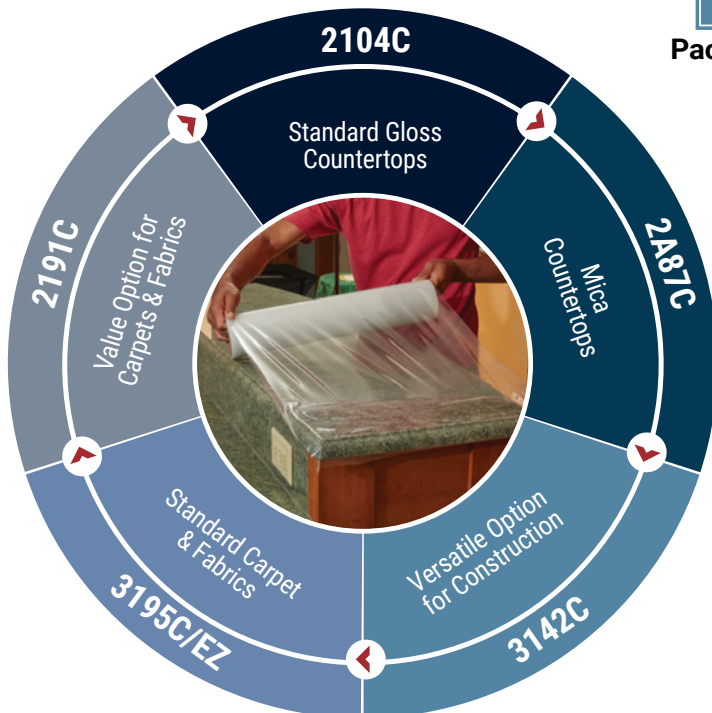 2104C
Standard Gloss
Countertops
2A87C
Mica
Countertops
3142C
Versatile Option
for Construction
3195C/EZ
Standard Carpet
& Fabrics
2191C
Value Option for
Carpets & Fabrics
Pac